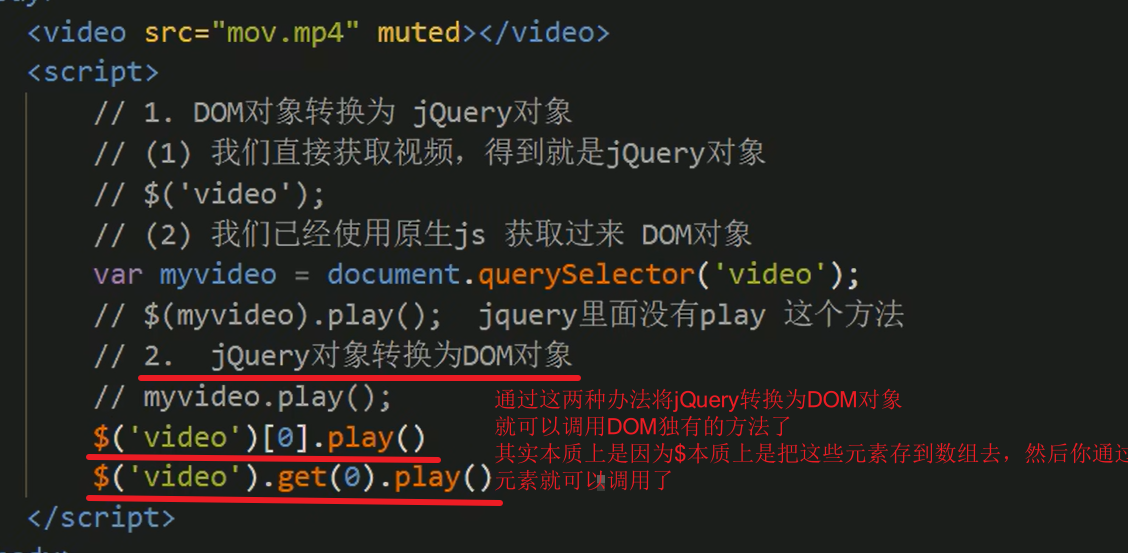 <video src="mov.mp4" muted></video>
<script>
// 1. DOM对象转换为 jQuery对象
// (1) 我们直接获取视频，得到就是jQuery对象
// $('video');
// (2) 我们已经使用原生js 获取过来 DOM对象
var myvideo = document.querySelector('video');
// $(myvideo).play(); jquery里面没有play 这个方法
// 2. jQuery对象转换为DOM对象
// myvideo.play();
通过这两种办法将jQuery转换为DOM对象
就可以调用DOM独有的方法了
$('video')[0].play()
其实本质上是因为$本质上是把这些元素存到数组去，然后你通过
$('video').get(0).play()
元素就可以调用了
</script>